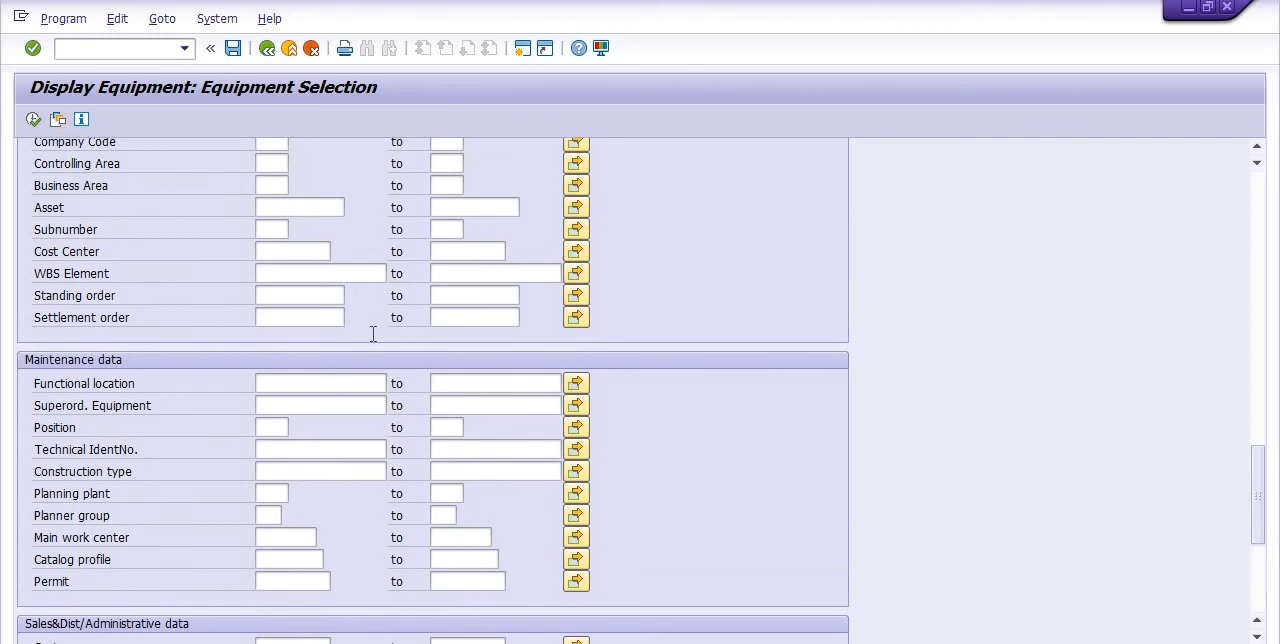 Program Edit Goto System Help
Display Equipment: Equipment Selection
Company Code to
Controlling Area to
Business Area to
Asset to
Subnumber to
Cost Center to
WBS Element to
Standing order to
Settlement order to
Maintenance data
Functional location to
Superord. Equipment to
Position to
Technical IdentNo. to
Construction type to
Planning plant to
Planner group to
Main work center to
Catalog profile to
Permit to
Sales&Dist/Administrative data